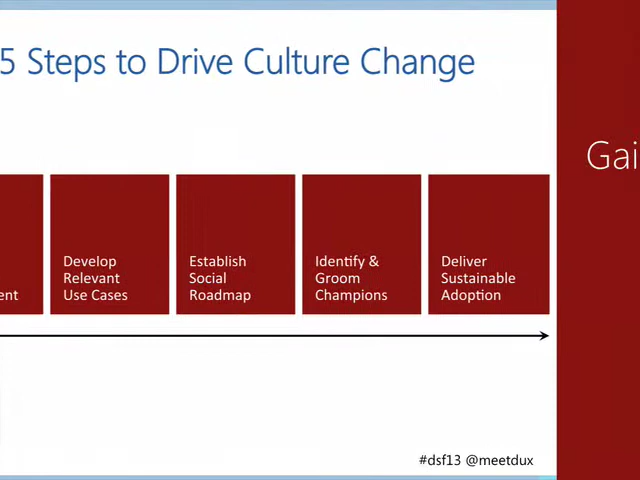 5 Steps to Drive Culture Change
ent
Develop
Relevant
Use Cases
Establish
Social
Roadmap
Identify &
Groom
Champions
Deliver
Sustainable
Adoption
Gai
#dsf13 @meetdux